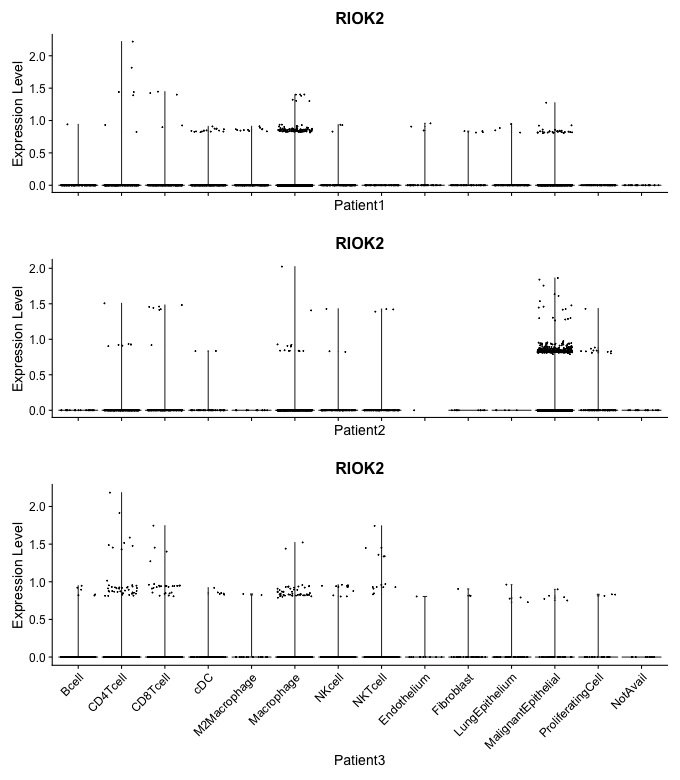 RIOK2
Expression Level
2.0
1.5
1.0
0.5
0.0
Patient1
RIOK2
Expression Level
2.0
1.5
1.0
0.5
0.0
Patient2
RIOK2
Expression Level
2.0
1.5
1.0
0.5
0.0
Bcell
CD4Tcell
CD8Tcell
cDC
M2Macrophage
Macrophage
NKcell
NKTcell
Endothelium
Fibroblast
LungEpithelium
MalignantEpithelial
ProliferatingCell
NotAvail
Patient3